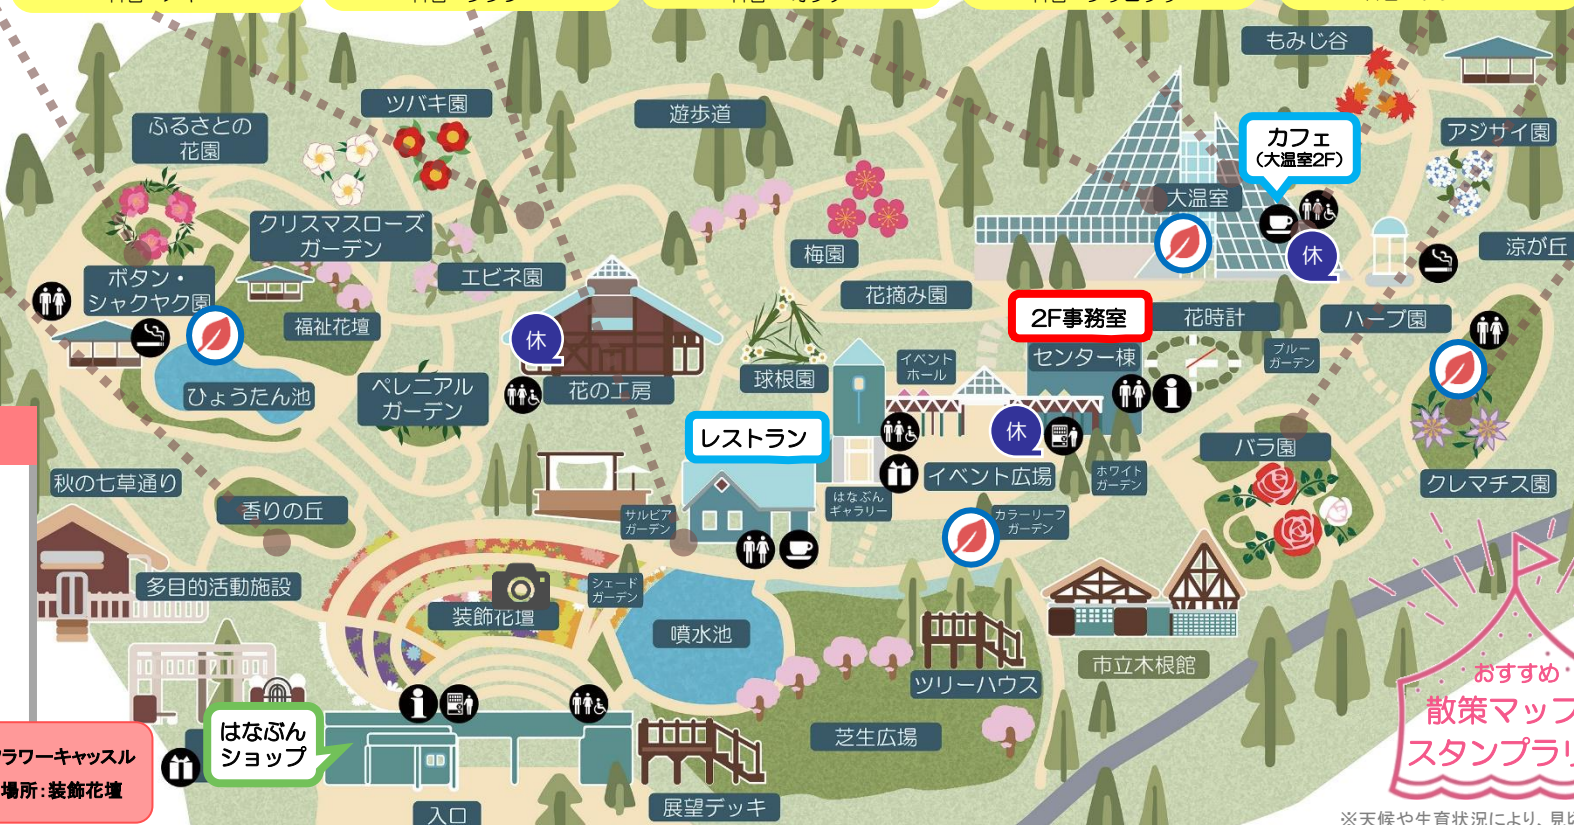 もみじ谷
ツバキ園
遊歩道
カフェ
(大温室2F)
アジサイ園
ふるさとの
花園
大温室
クリスマスローズ
ガーデン
梅園
休
涼が丘
ボタン・
シャクヤク園
エビネ園
花摘み園
福祉花壇
休
2F事務室
花時計
ハーブ園
センター棟
ブルー
ガーデン
イベント
ホール
ひょうたん池
ペレニアル
ガーデン
花の工房
球根園
レストラン
休
バラ園
秋の七草通り
イベント広場
ホワイト
ガーデン
クレマチス園
香りの丘
サルビア
ガーデン
はなぶん
ギャラリー
カラーリーフ
ガーデン
多目的活動施設
シェード
ガーデン
装飾花壇
噴水池
市立木根館
ツリーハウス
おすすめ
散策マップ
スタンプラリ
はなぶん
ショップ
芝生広場
ラワーキャッスル
場所：装飾花壇
展望デッキ
入口